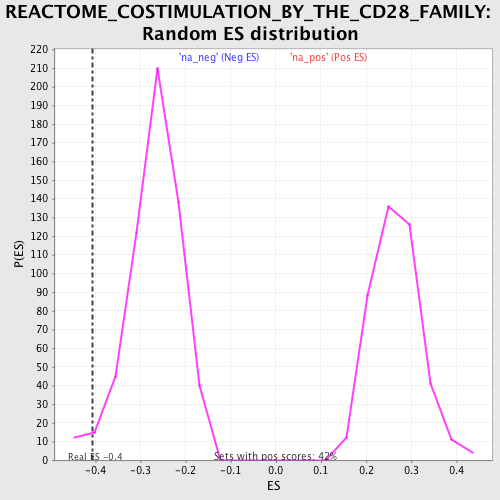 REACTOME_COSTIMULATION_BY_THE_CD28_FAMILY:
Random ES distribution
'na_neg' (Neg ES) 'na_pos' (Pos ES)
220
210
200
190
180
170
160
150
140
130
120
110
100
90
80
70
60
50
40
30
20
10
0
P(ES)
Real ES -0.4
Sets with pos scores: 42%
-0.4 -0.3 -0.2 -0.1 0.0 0.1 0.2 0.3 0.4
ES